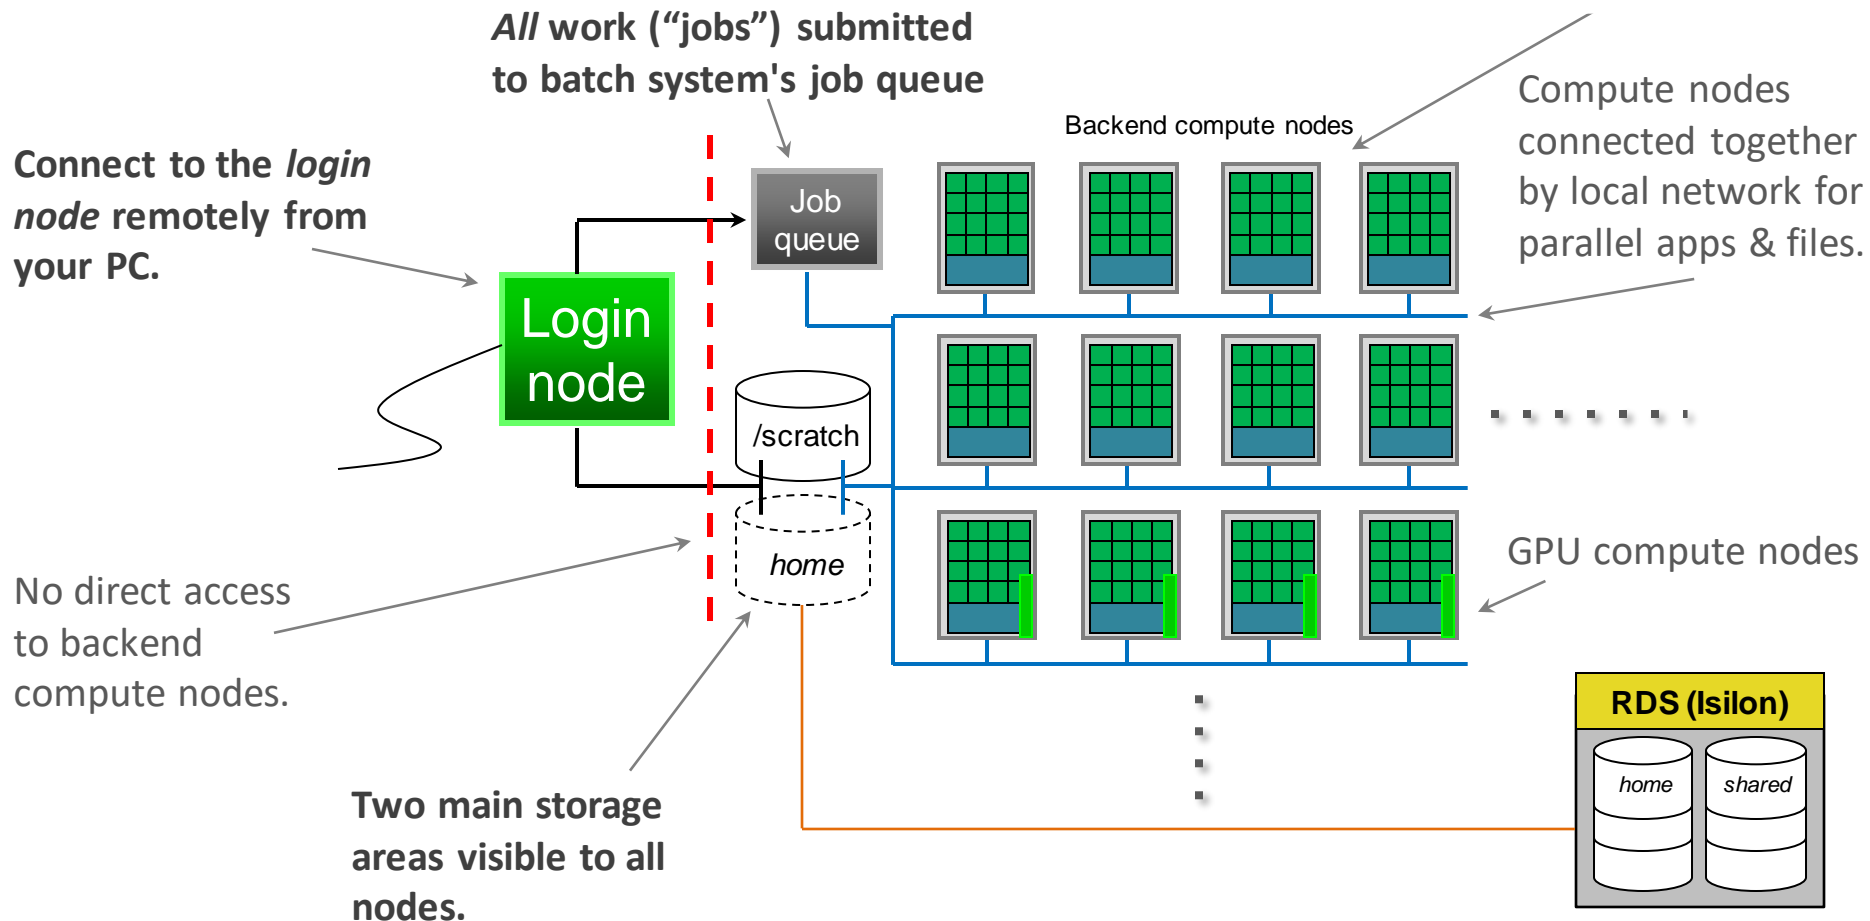 All work (“jobs”) submitted
to batch system's job queue
Backend compute nodes
Compute nodes
connected together
by local network for
parallel apps & files.
Connect to the login
node remotely from
your PC.
Job
queue
Login
node
/scratch
home
GPU compute nodes
No direct access
to backend
compute nodes.
Two main storage
areas visible to all
nodes.
RDS (Isilon)
home
shared